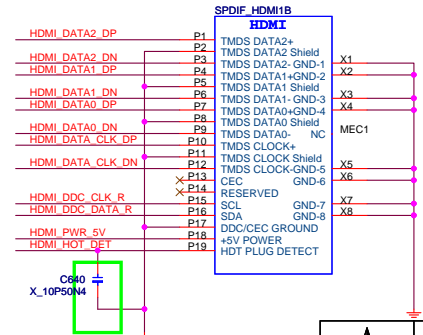 SPDIF_HDMI1B
HDMI
HDMI_DATA2_DP P1 TMDS DATA2+
P2 TMDS DATA2 Shield
HDMI_DATA2_DN P3 TMDS DATA2- GND-1 X1
HDMI_DATA1_DP P4 TMDS DATA1+ GND-2 X2
P5 TMDS DATA1 Shield
HDMI_DATA1_DN P6 TMDS DATA1- GND-3 X3
HDMI_DATA0_DP P7 TMDS DATA0+ GND-4 X4
P8 TMDS DATA0 Shield
HDMI_DATA0_DN P9 TMDS DATA0- NC MEC1
HDMI_DATA_CLK_DP P10 TMDS CLOCK+
P11 TMDS CLOCK Shield
HDMI_DATA_CLK_DN P12 TMDS CLOCK- GND-5 X5
P13 CEC GND-6 X6
P14 RESERVED
HDMI_DDC_CLK_R P15 SCL GND-7 X7
HDMI_DDC_DATA_R P16 SDA GND-8 X8
P17 DDC/CEC GROUND
HDMI_PWR_5V P18 +5V POWER
HDMI_HOT_DET P19 HDT PLUG DETECT
C640
X_10P50N4